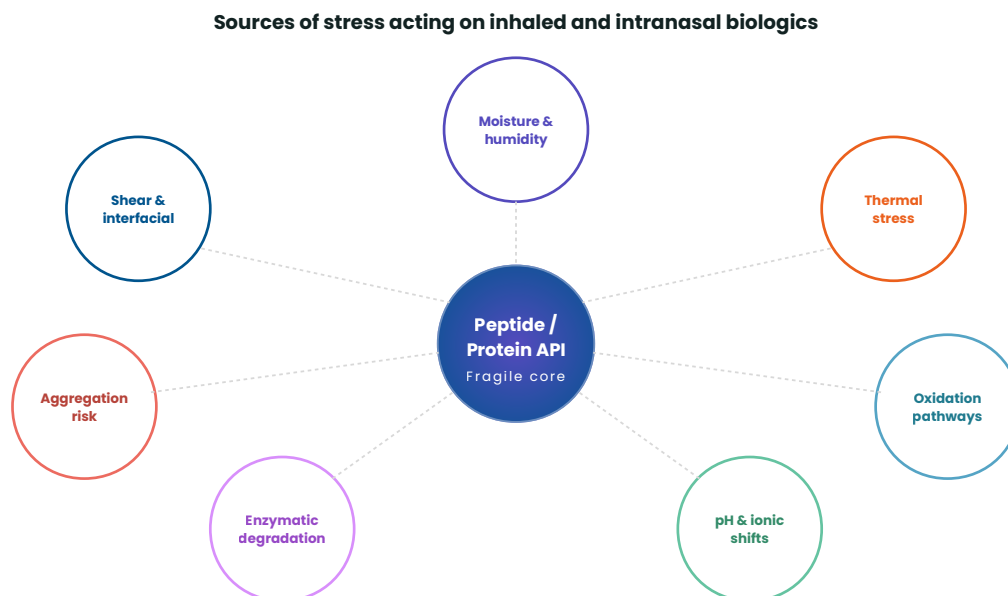 Sources of stress acting on inhaled and intranasal biologics
Moisture &
humidity
Shear &
interfacial
Thermal
stress
Peptide /
Protein API
Fragile core
Aggregation
risk
Oxidation
pathways
Enzymatic
degradation
pH & ionic
shifts